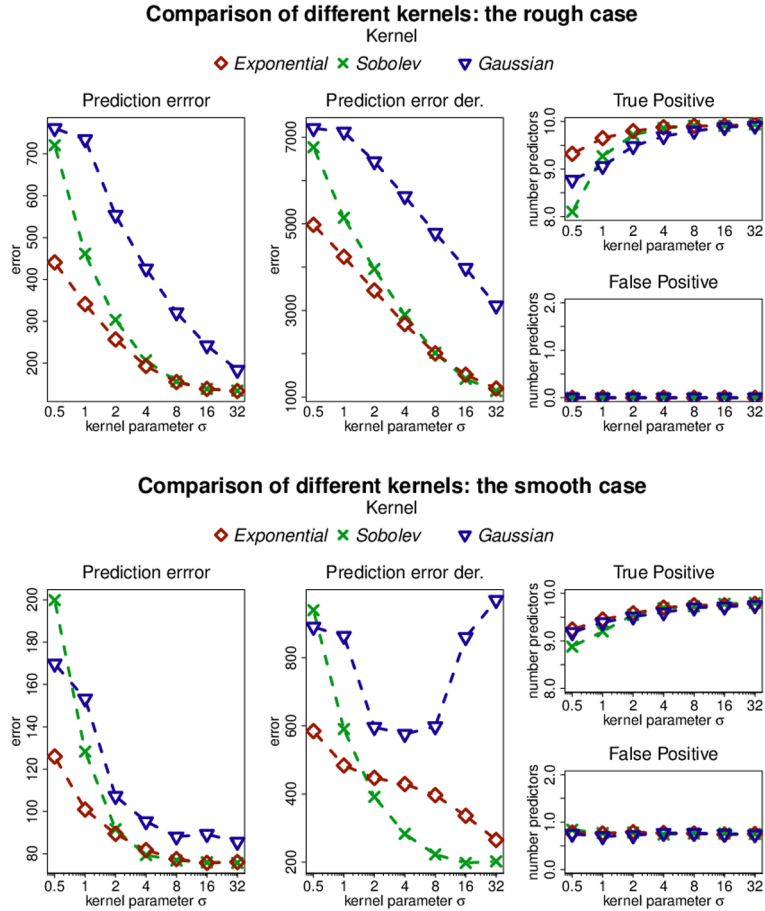 Comparison of different kernels: the rough case
Kernel
Exponential Sobolev Gaussian
Prediction errror
error
200 300 400 500 600 700
0.5 1 2 4 8 16 32
kernel parameter σ
Prediction error der.
error
1000 3000 5000 7000
0.5 1 2 4 8 16 32
kernel parameter σ
True Positive
number predictors
8.0 9.0 10.0
0.5 1 2 4 8 16 32
kernel parameter σ
False Positive
number predictors
0.0 1.0 2.0
0.5 1 2 4 8 16 32
kernel parameter σ
Comparison of different kernels: the smooth case
Kernel
Exponential Sobolev Gaussian
Prediction errror
error
80 100 120 140 160 180 200
0.5 1 2 4 8 16 32
kernel parameter σ
Prediction error der.
error
200 400 600 800
0.5 1 2 4 8 16 32
kernel parameter σ
True Positive
number predictors
8.0 9.0 10.0
0.5 1 2 4 8 16 32
kernel parameter σ
False Positive
number predictors
0.0 1.0 2.0
0.5 1 2 4 8 16 32
kernel parameter σ